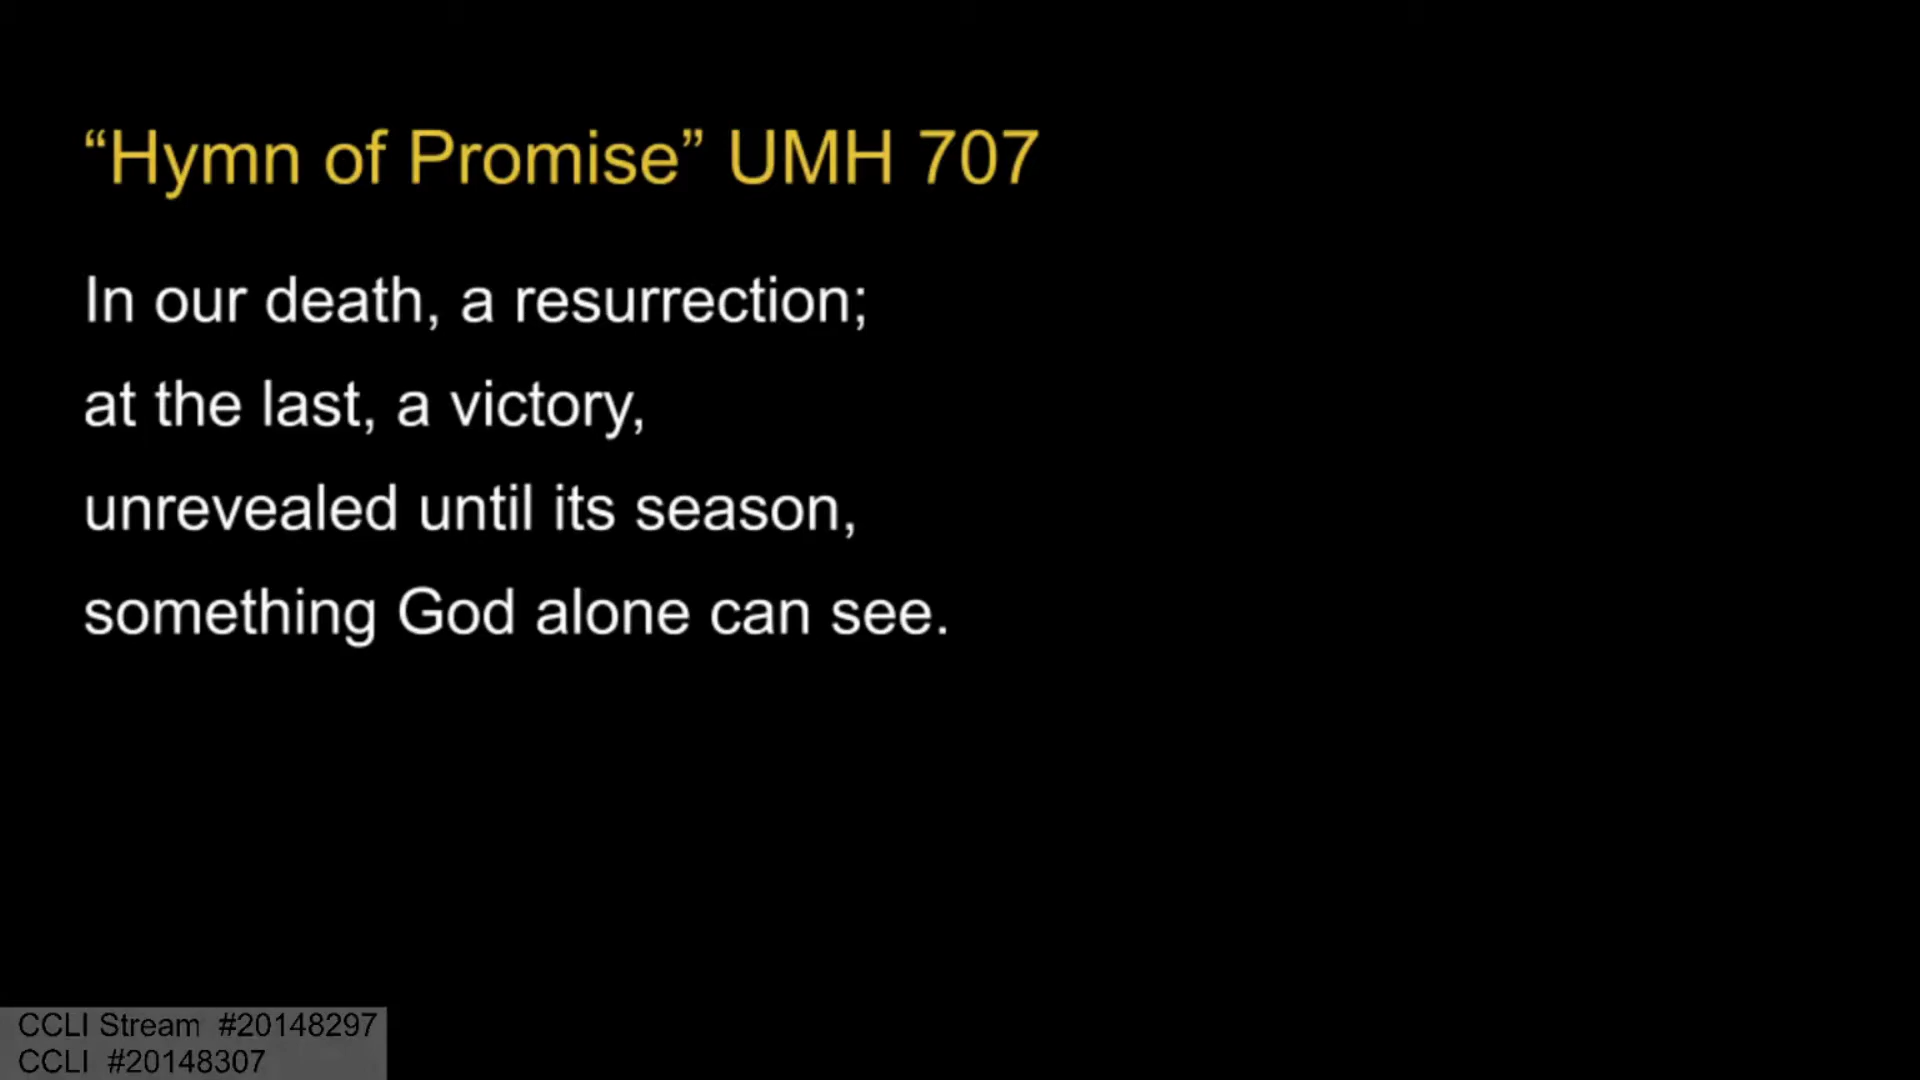 “Hymn of Promise” UMH 707
In our death, a resurrection;
at the last, a victory,
unrevealed until its season,
something God alone can see.
CCLI Stream  #20148297
CCLI  #20148307